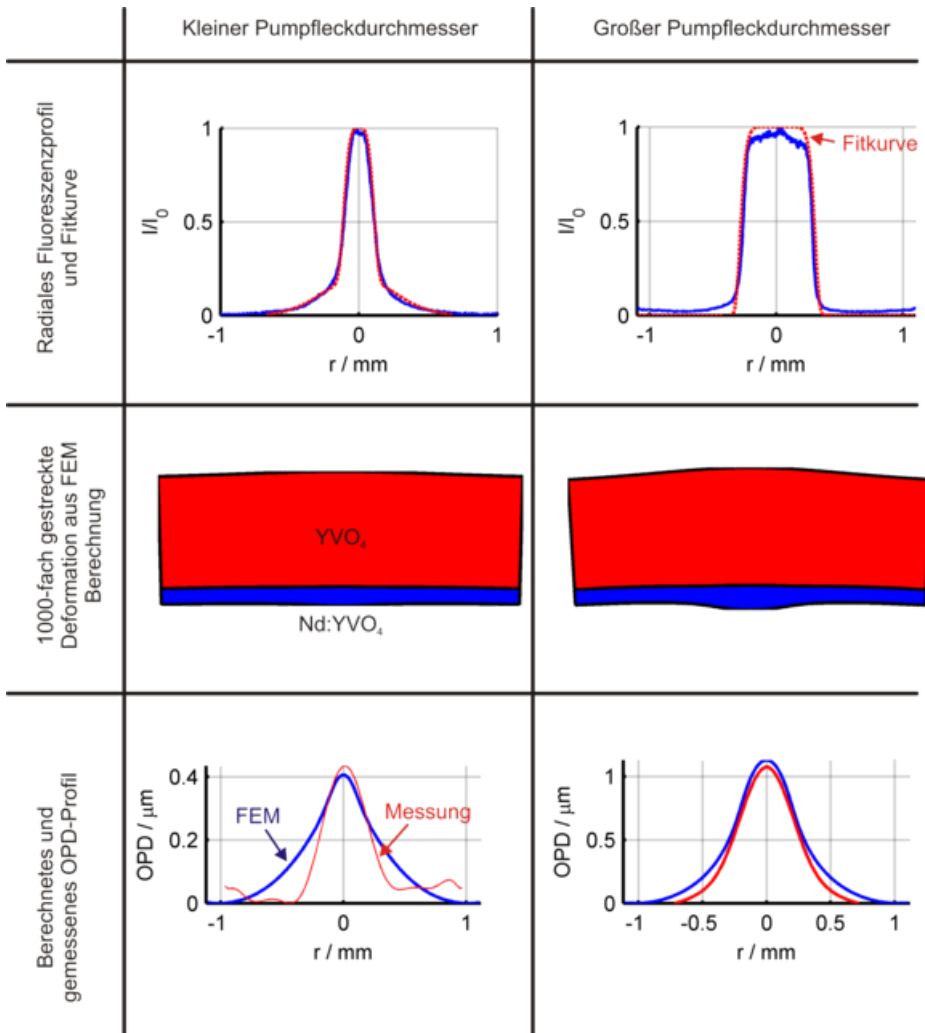 Kleiner Pumpfleckdurchmesser
Großer Pumpfleckdurchmesser
Radiales Fluoreszenzprofil
und Fitkurve
1
0.5
0
I/I₀
-1
0
1
r / mm
1
0.5
0
I/I₀
Fitkurve
-1
0
1
r / mm
1000-fach gestreckte
Deformation aus FEM
Berechnung
YVO₄
Nd:YVO₄
Berechnetes und
gemessenes OPD-Profil
0.4
0.2
0
OPD / μm
FEM
Messung
-1
0
1
r / mm
1
0.5
0
OPD / μm
-1
-0.5
0
0.5
1
r / mm